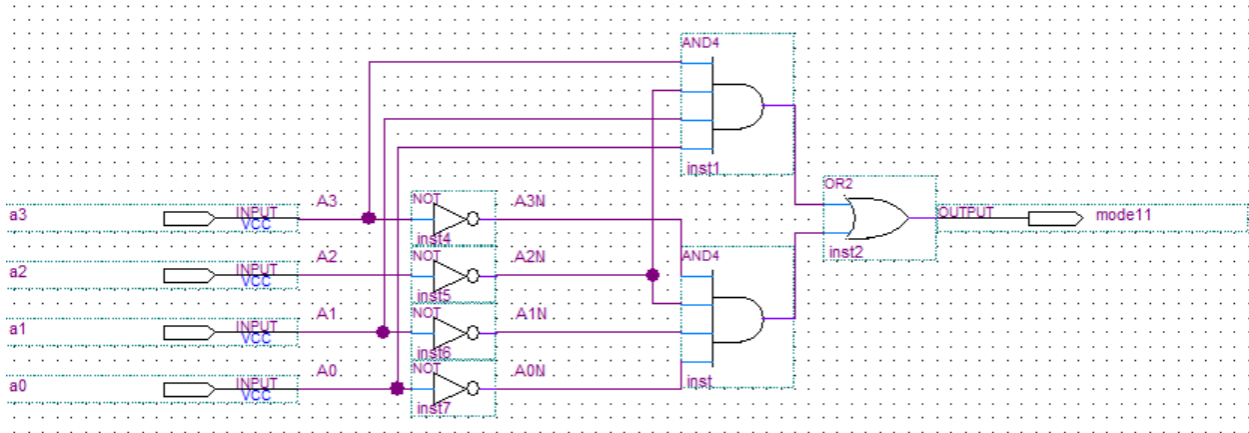 AND4
inst1
OR2
inst2
OUTPUT
mode11
a3
INPUT
VCC
A3
NOT
inst4
A3N
a2
INPUT
VCC
A2
NOT
inst5
A2N
AND4
inst
a1
INPUT
VCC
A1
NOT
inst6
A1N
a0
INPUT
VCC
A0
NOT
inst7
A0N